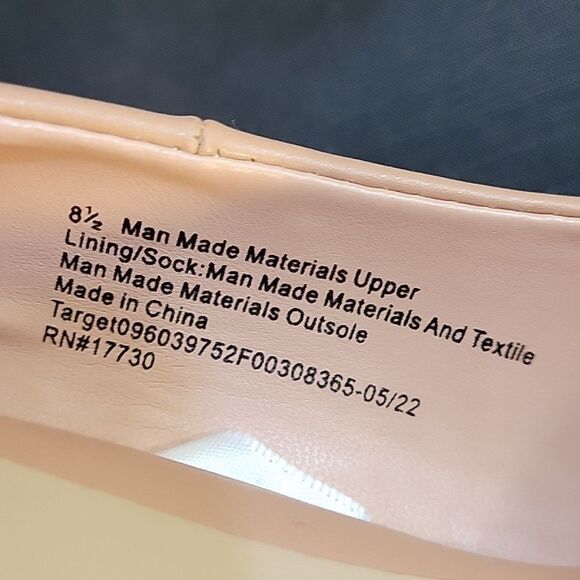 8½ Man Made Materials Upper
Lining/Sock:Man Made Materials And Textile
Man Made Materials Outsole
Made in China
Target096039752F00308365-05/22
RN#17730